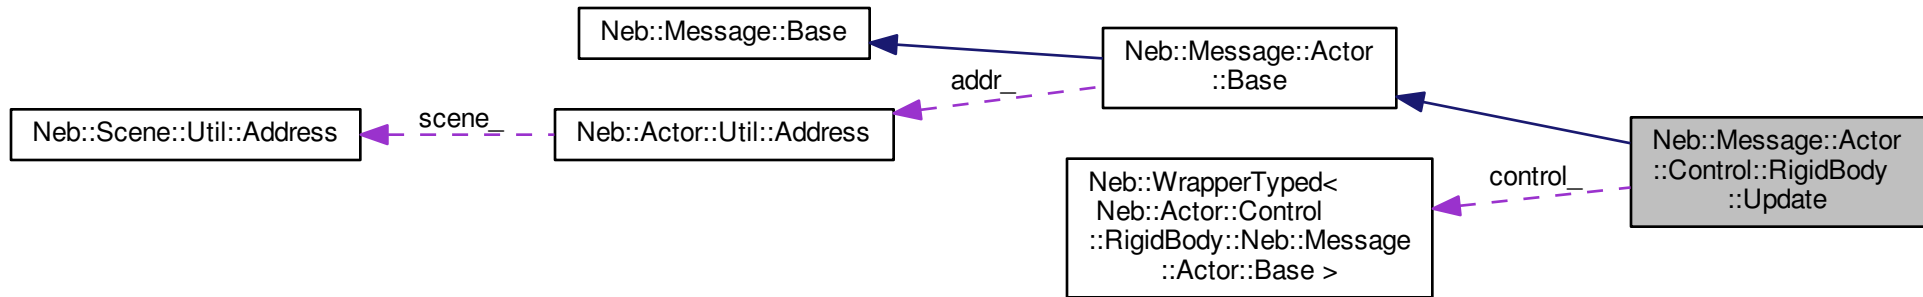 Neb::Message::Base
Neb::Message::Actor
::Base
addr_
Neb::Scene::Util::Address
scene_
Neb::Actor::Util::Address
Neb::Message::Actor
::Control::RigidBody
::Update
control_
Neb::WrapperTyped<
Neb::Actor::Control
::RigidBody::Neb::Message
::Actor::Base >